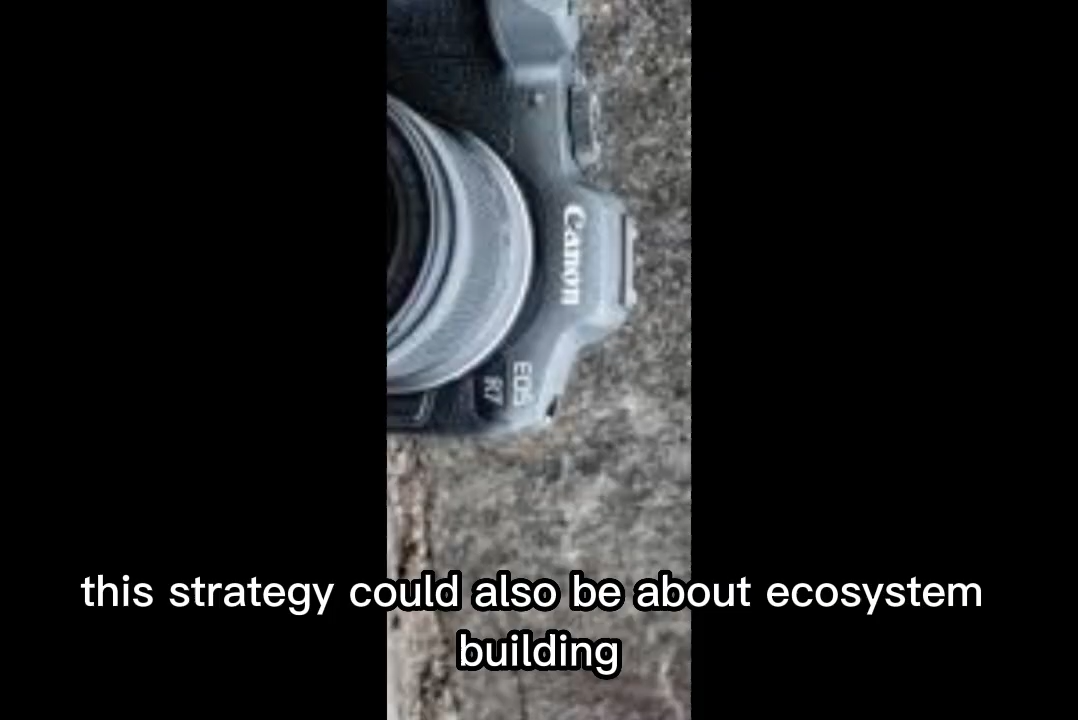 Canon
EOS
R7
this strategy could also be about ecosystem
building